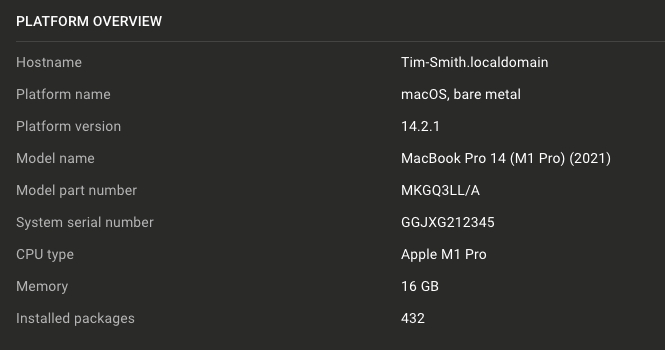 PLATFORM OVERVIEW
Hostname Tim-Smith.localdomain
Platform name macOS, bare metal
Platform version 14.2.1
Model name MacBook Pro 14 (M1 Pro) (2021)
Model part number MKGQ3LL/A
System serial number GGJXG212345
CPU type Apple M1 Pro
Memory 16 GB
Installed packages 432